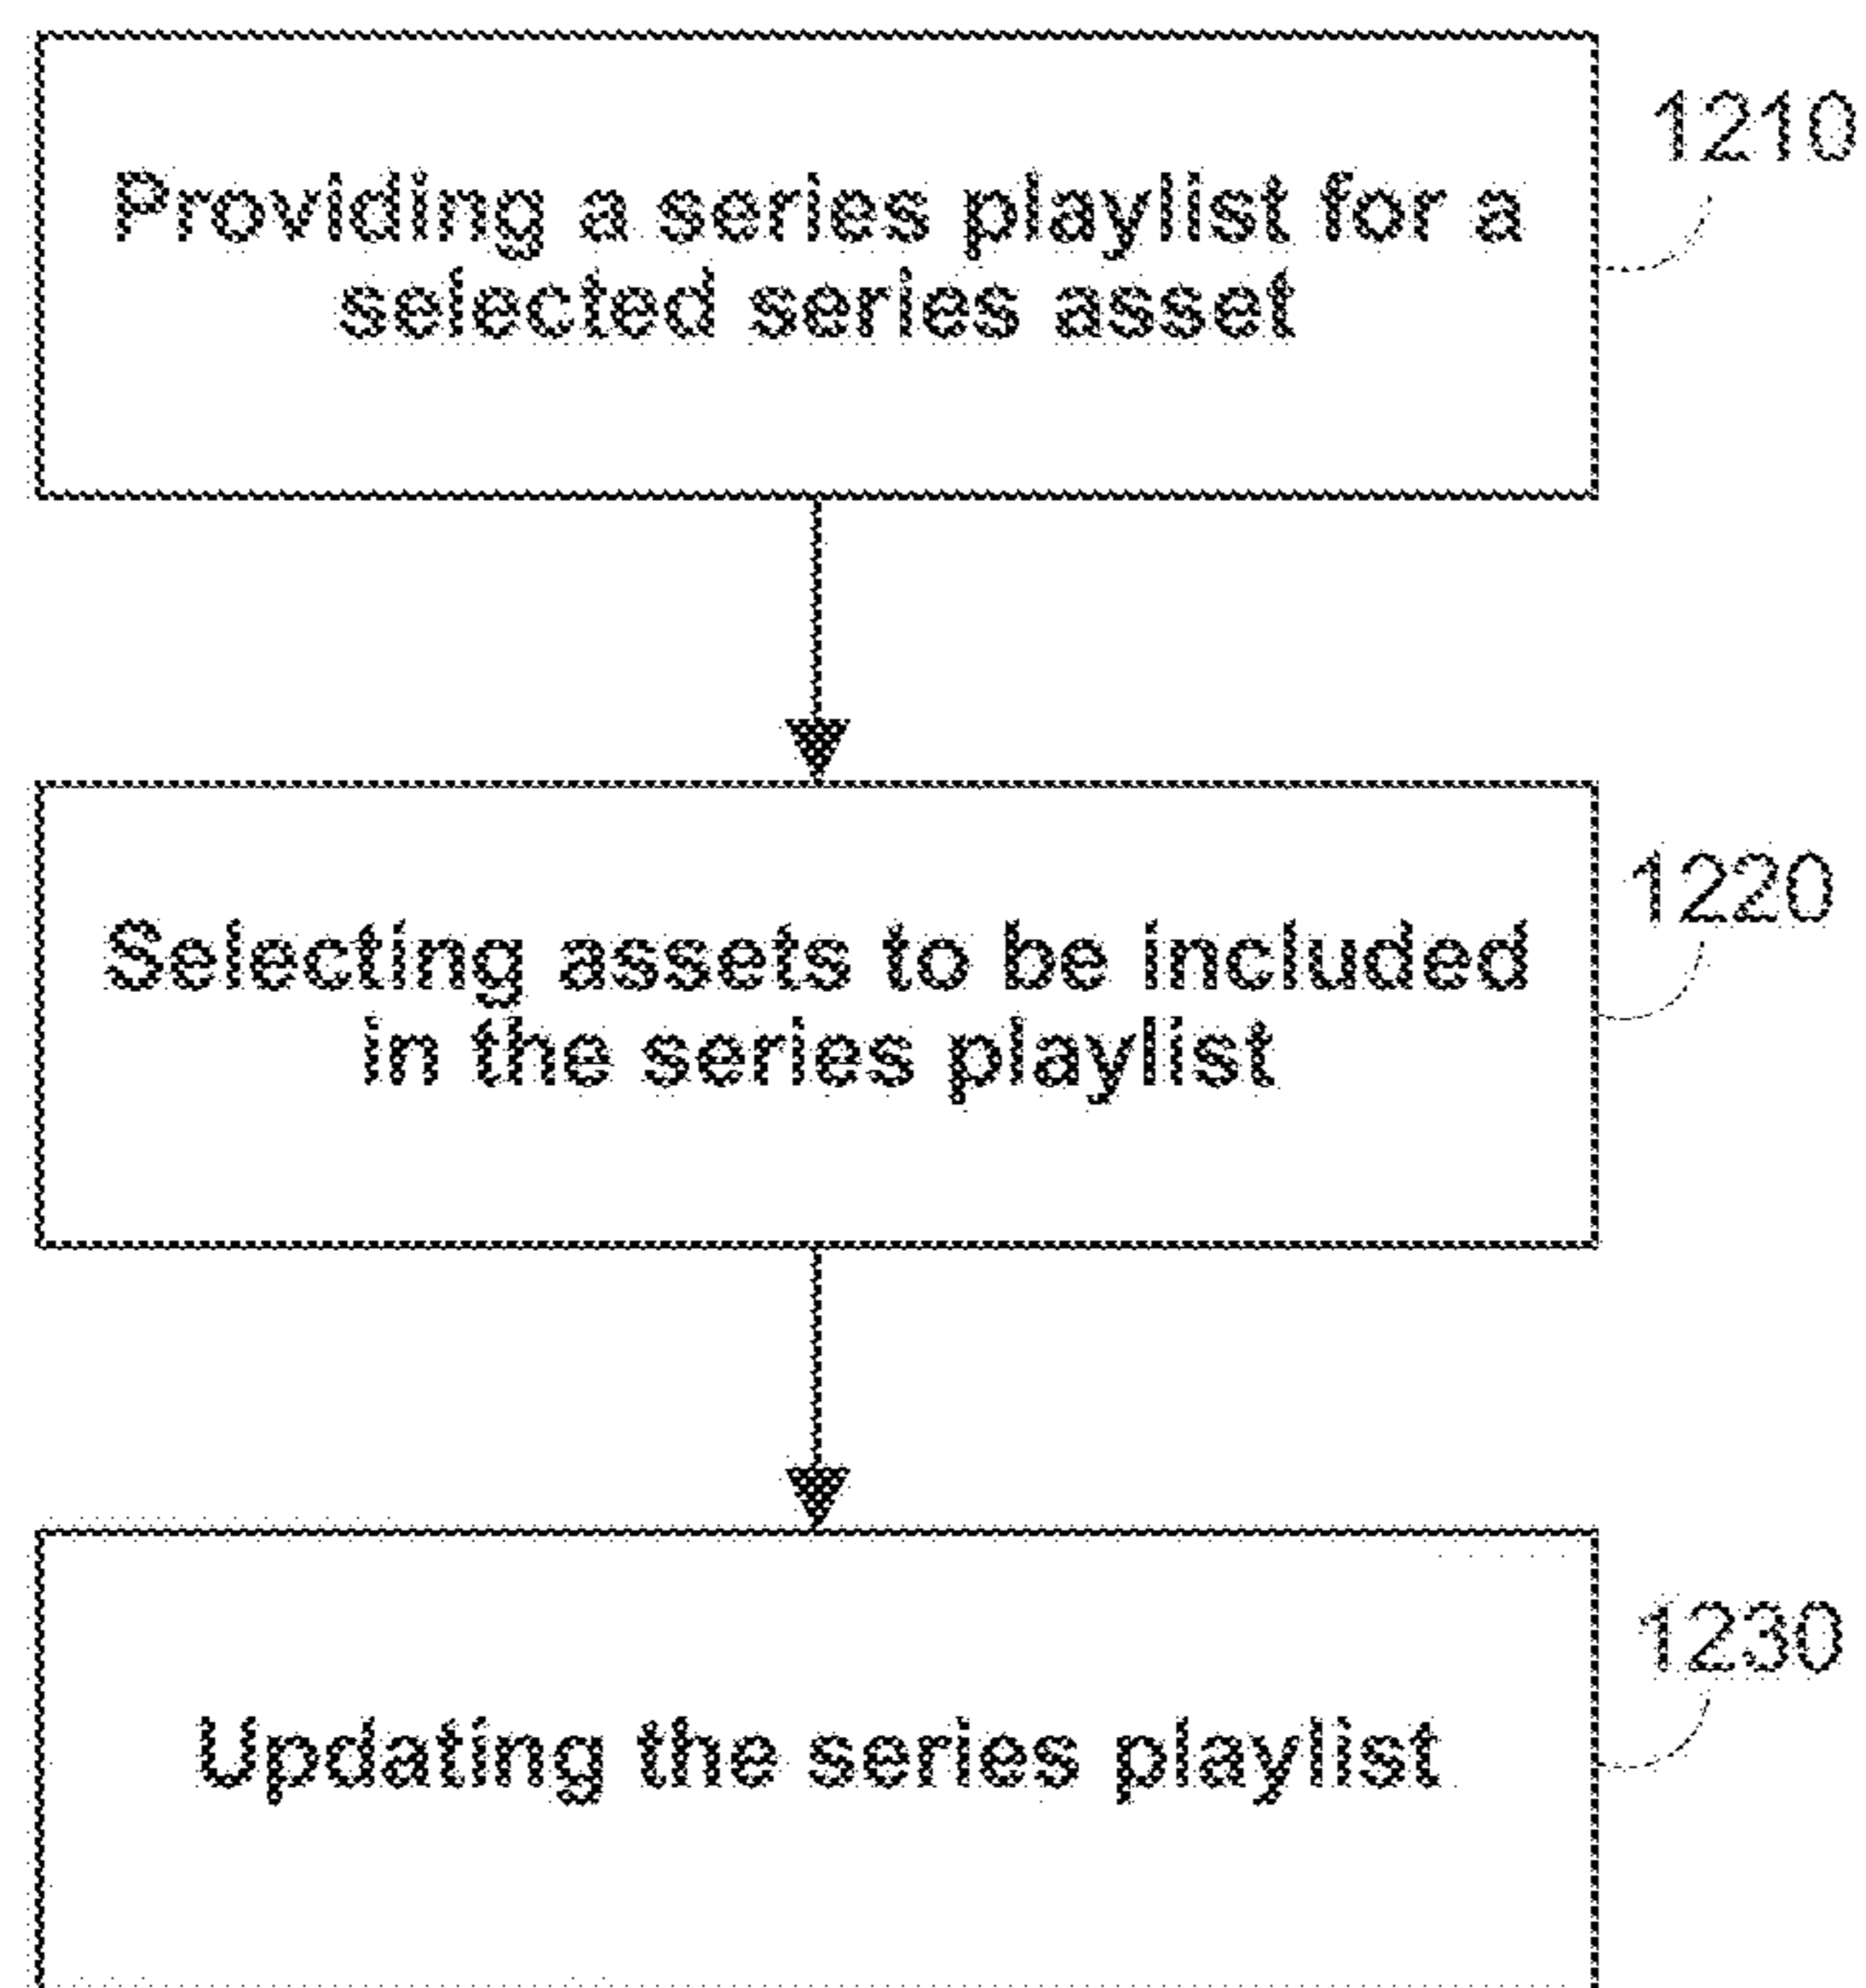 1210
Providing a series playlist for a
selected series asset
1220
Selecting assets to be included
in the series playlist
1230
Updating the series playlist